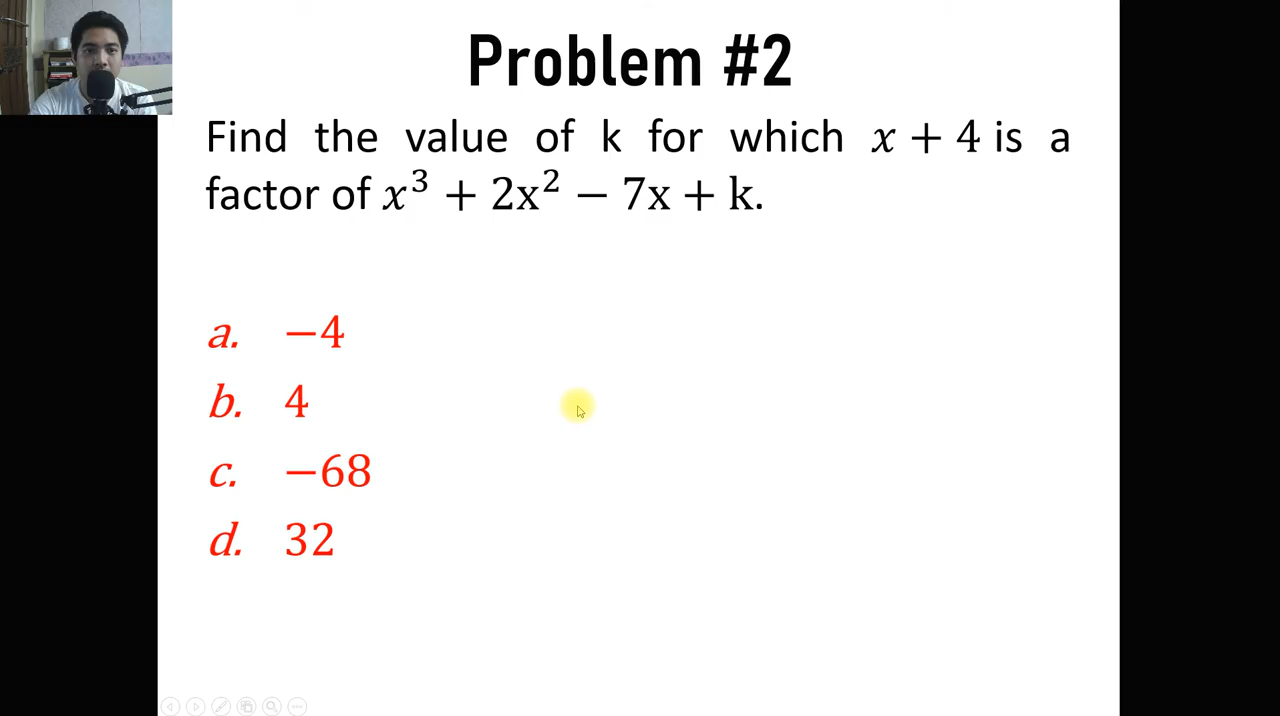 Problem #2
Find the value of k for which x + 4 is a
factor of x³ + 2x² − 7x + k.
a. −4
b. 4
c. −68
d. 32